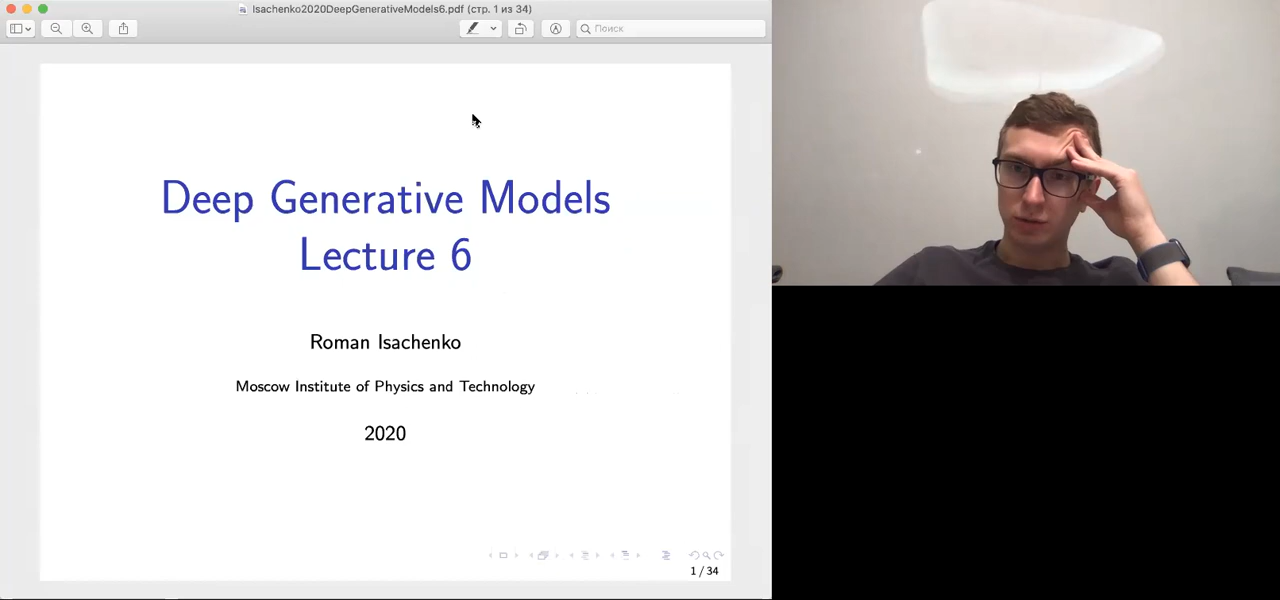 Isachenko2020DeepGenerativeModels6.pdf (стр. 1 из 34)
Поиск
Deep Generative Models
Lecture 6
Roman Isachenko
Moscow Institute of Physics and Technology
2020
1 / 34